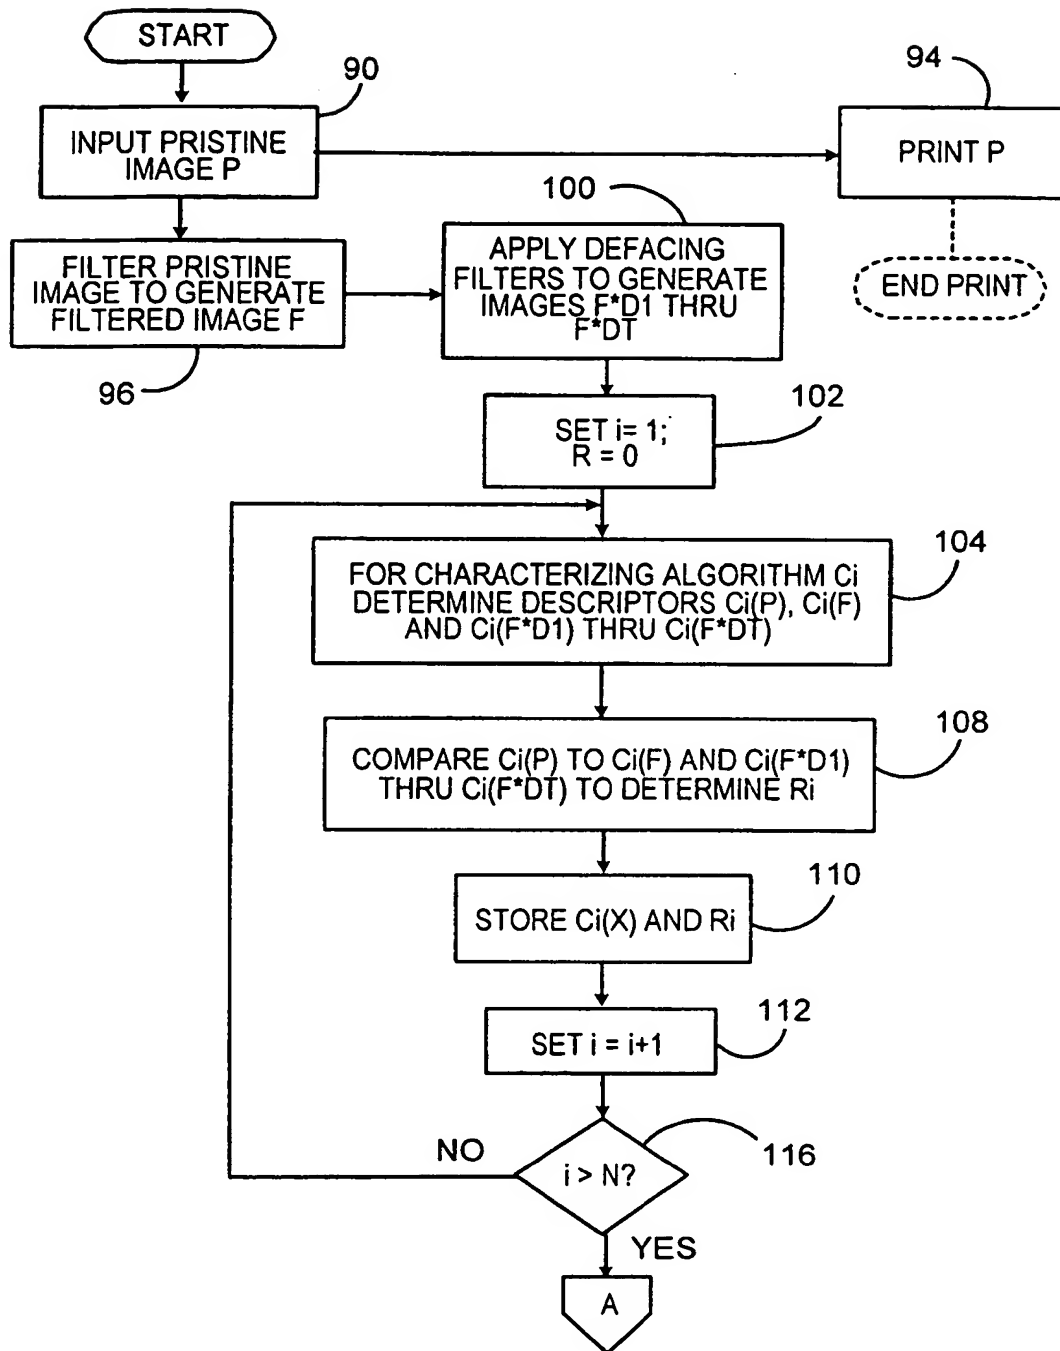 START
90
INPUT PRISTINE
IMAGE P
94
PRINT P
END PRINT
FILTER PRISTINE
IMAGE TO GENERATE
FILTERED IMAGE F
96
100
APPLY DEFACING
FILTERS TO GENERATE
IMAGES F*D1 THRU
F*DT
102
SET i= 1;
R = 0
104
FOR CHARACTERIZING ALGORITHM Ci
DETERMINE DESCRIPTORS Ci(P), Ci(F)
AND Ci(F*D1) THRU Ci(F*DT)
108
COMPARE Ci(P) TO Ci(F) AND Ci(F*D1)
THRU Ci(F*DT) TO DETERMINE Ri
110
STORE Ci(X) AND Ri
112
SET i = i+1
116
NO
i > N?
YES
A